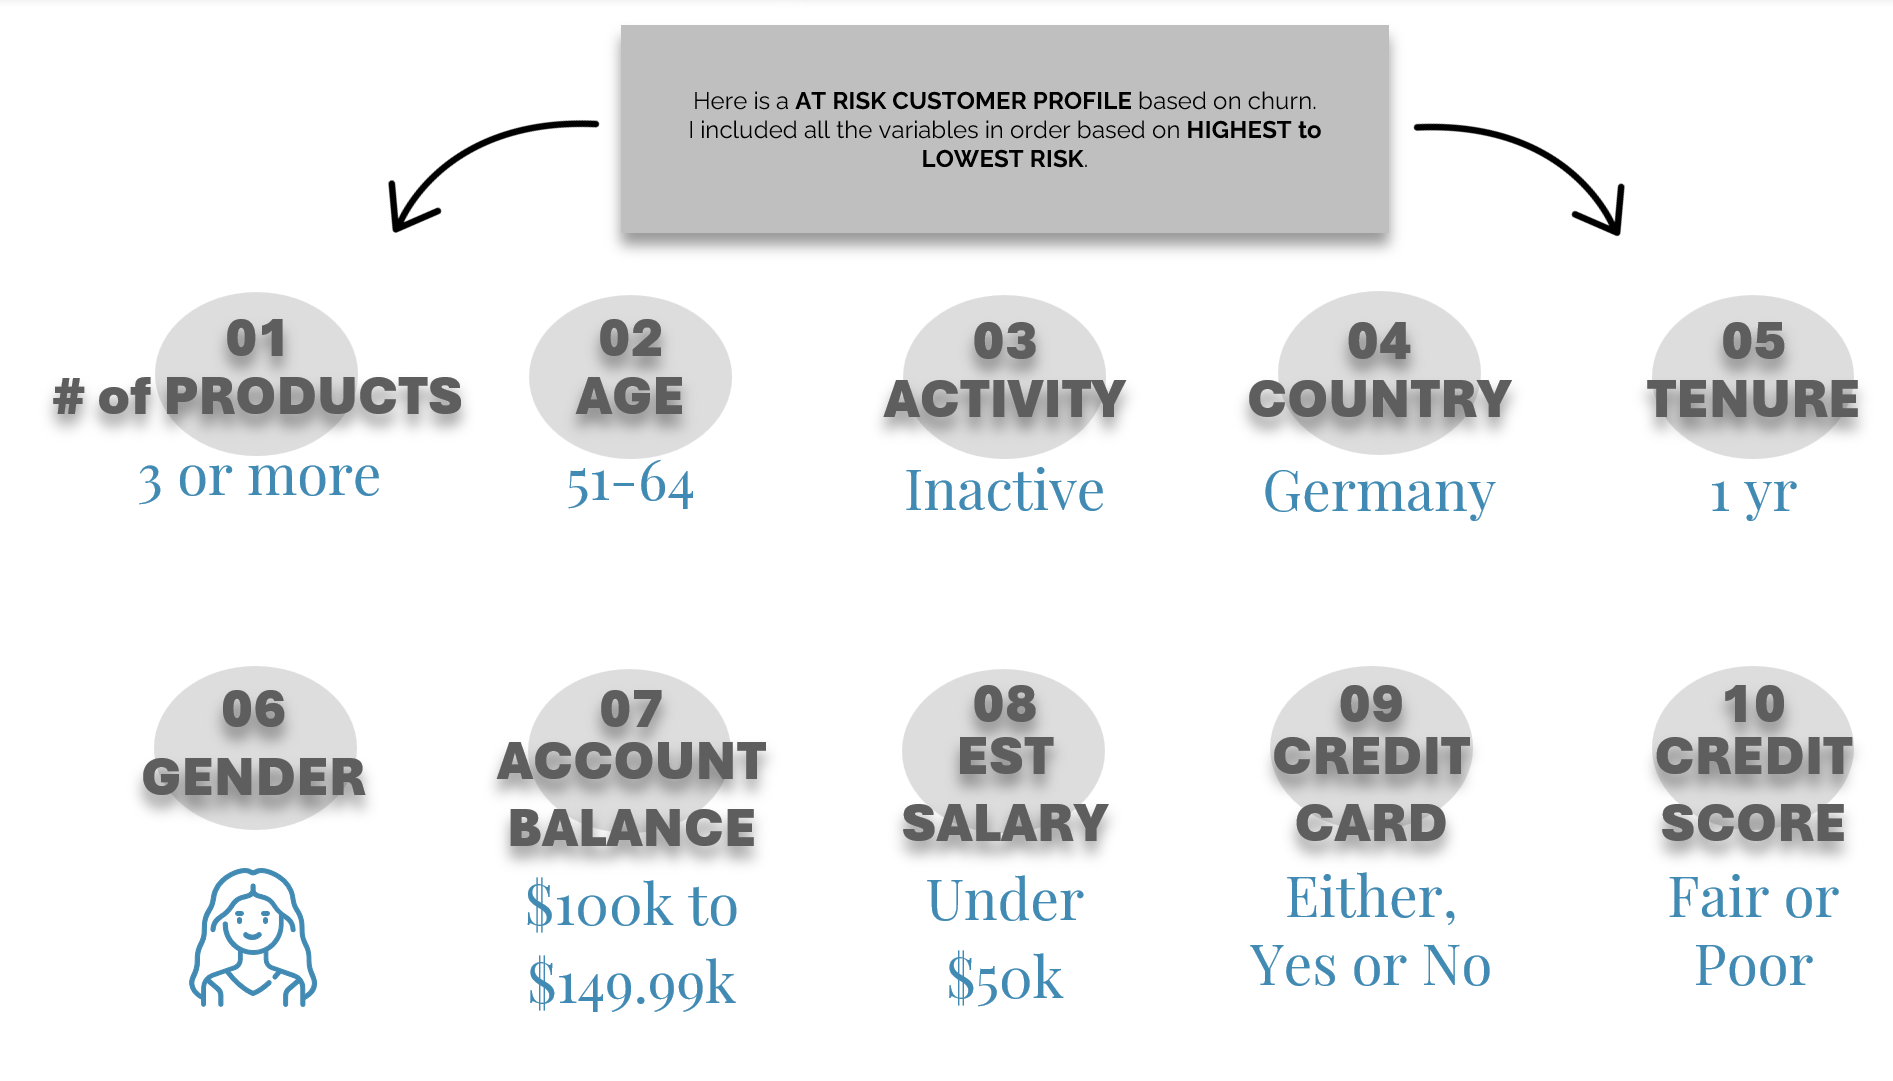 Here is a AT RISK CUSTOMER PROFILE based on churn.
I included all the variables in order based on HIGHEST to
LOWEST RISK.
01
# of PRODUCTS
3 or more
02
AGE
51-64
03
ACTIVITY
Inactive
04
COUNTRY
Germany
05
TENURE
1 yr
06
GENDER
07
ACCOUNT
BALANCE
$100k to
$149.99k
08
EST
SALARY
Under
$50k
09
CREDIT
CARD
Either,
Yes or No
10
CREDIT
SCORE
Fair or
Poor